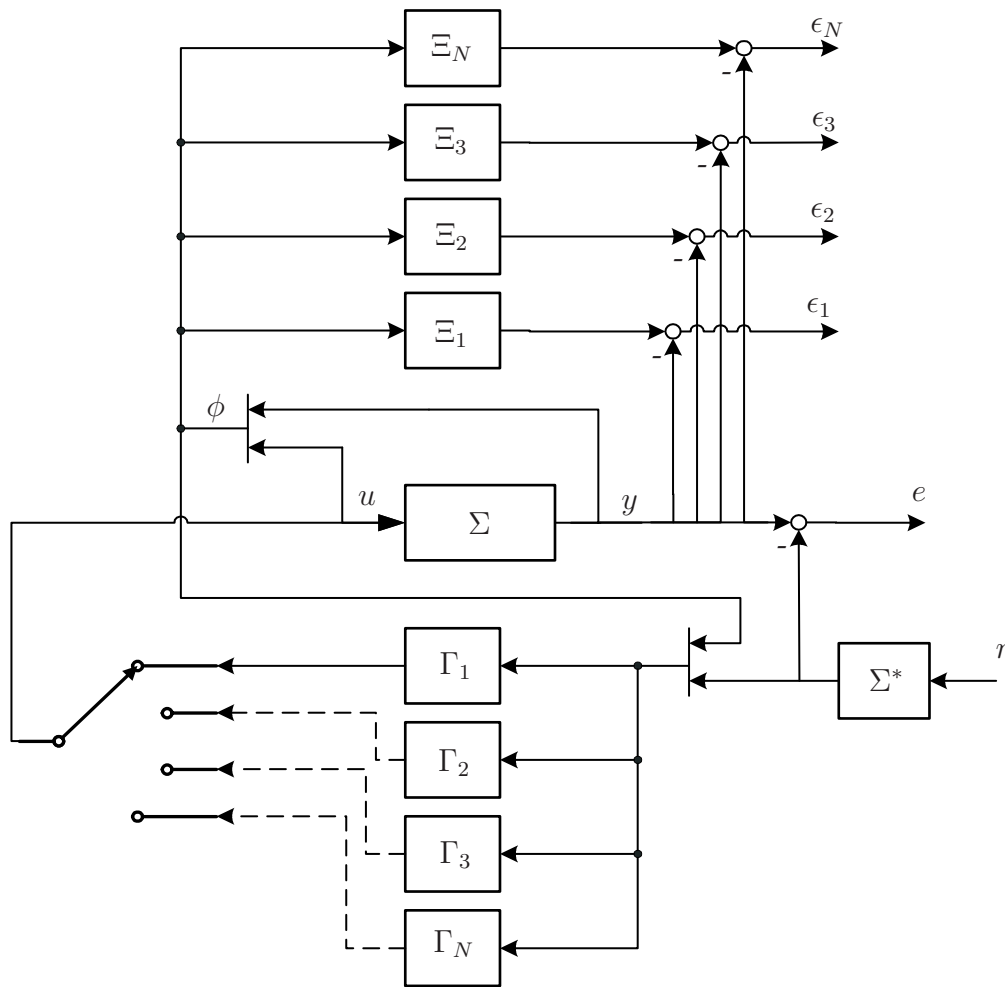 Ξ_N
ϵ_N
-
Ξ_3
ϵ_3
-
Ξ_2
ϵ_2
-
Ξ_1
ϵ_1
-
ϕ
u
Σ
y
e
-
Γ_1
Σ*
r
Γ_2
Γ_3
Γ_N